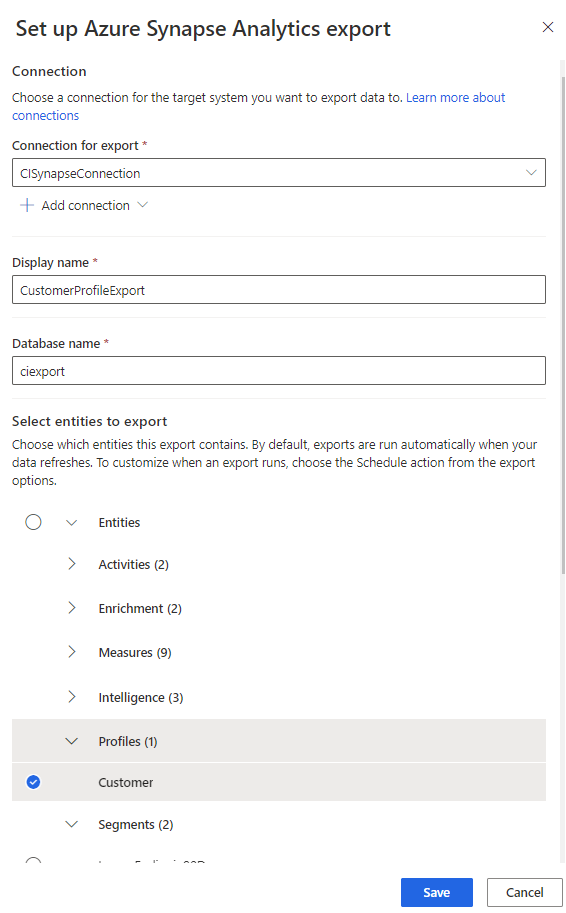 Set up Azure Synapse Analytics export
Connection
Choose a connection for the target system you want to export data to. Learn more about
connections
Connection for export *
CISynapseConnection
Add connection
Display name *
CustomerProfileExport
Database name *
ciexport
Select entities to export
Choose which entities this export contains. By default, exports are run automatically when your
data refreshes. To customize when an export runs, choose the Schedule action from the export
options.
Entities
Activities (2)
Enrichment (2)
Measures (9)
Intelligence (3)
Profiles (1)
Customer
Segments (2)
Save
Cancel